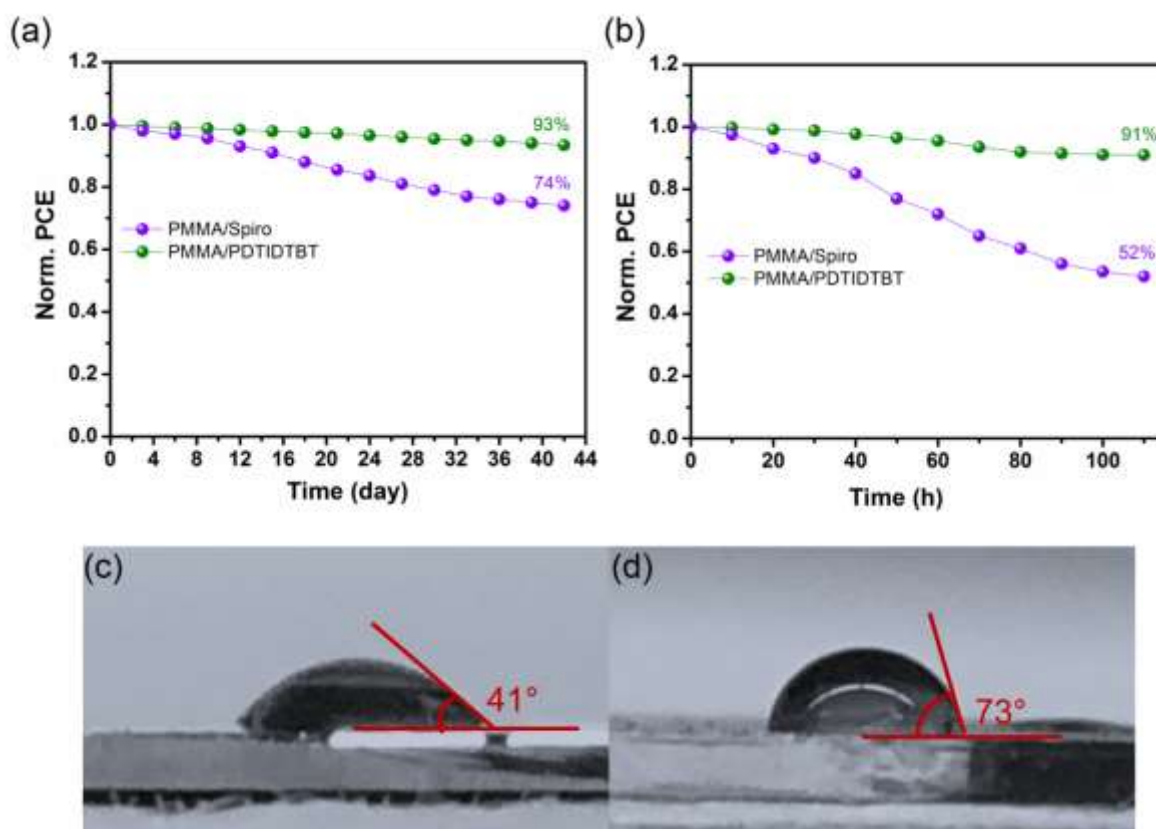 (a)
1.2
1.0
0.8
0.6
0.4
0.2
0.0
Norm. PCE
93%
74%
PMMA/Spiro
PMMA/PDTIDTBT
0 4 8 12 16 20 24 28 32 36 40 44
Time (day)
(b)
1.2
1.0
0.8
0.6
0.4
0.2
0.0
Norm. PCE
91%
52%
PMMA/Spiro
PMMA/PDTIDTBT
0 20 40 60 80 100
Time (h)
(c)
41°
(d)
73°